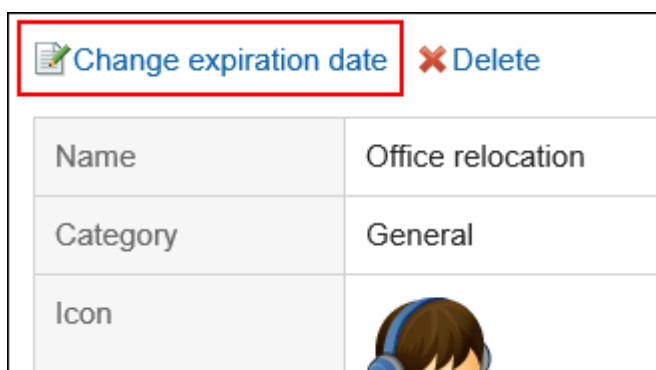 Change expiration date Delete
Name Office relocation
Category General
Icon